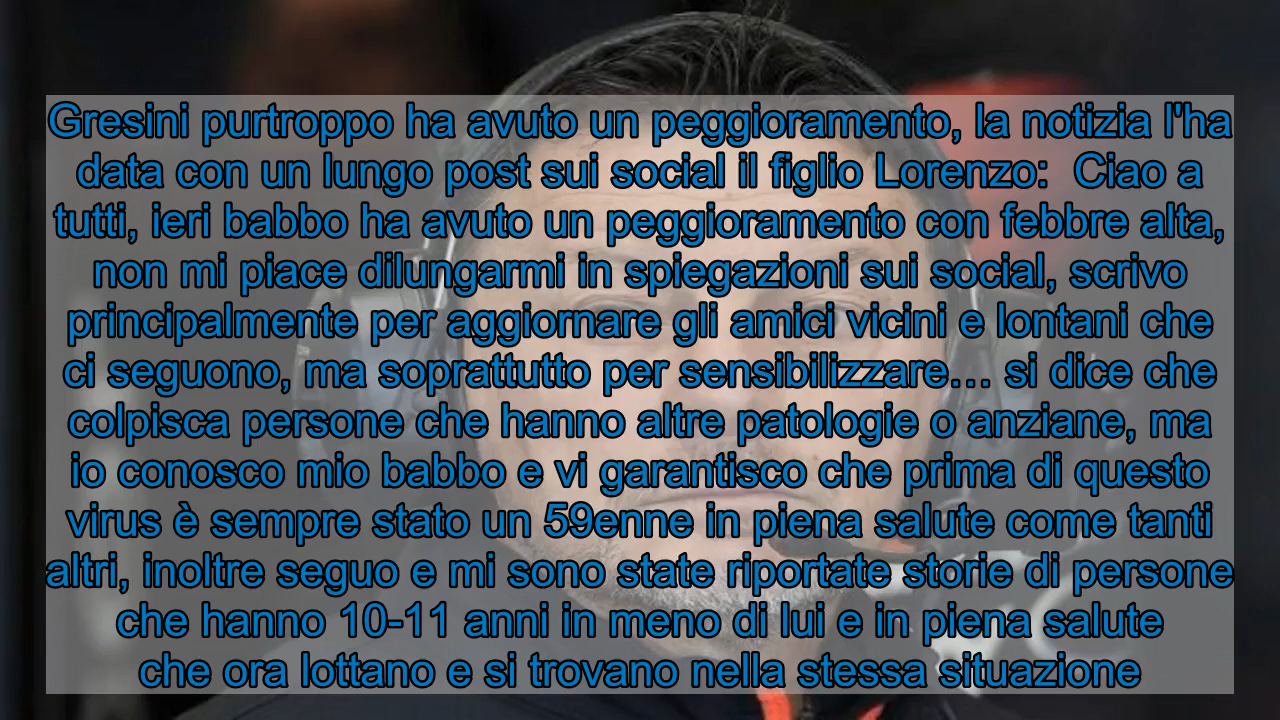 Gresini purtroppo ha avuto un peggioramento, la notizia l'ha
data con un lungo post sui social il figlio Lorenzo:  Ciao a
tutti, ieri babbo ha avuto un peggioramento con febbre alta,
non mi piace dilungarmi in spiegazioni sui social, scrivo
principalmente per aggiornare gli amici vicini e lontani che
ci seguono, ma soprattutto per sensibilizzare… si dice che
colpisca persone che hanno altre patologie o anziane, ma
io conosco mio babbo e vi garantisco che prima di questo
virus è sempre stato un 59enne in piena salute come tanti
altri, inoltre seguo e mi sono state riportate storie di persone
che hanno 10-11 anni in meno di lui e in piena salute
che ora lottano e si trovano nella stessa situazione